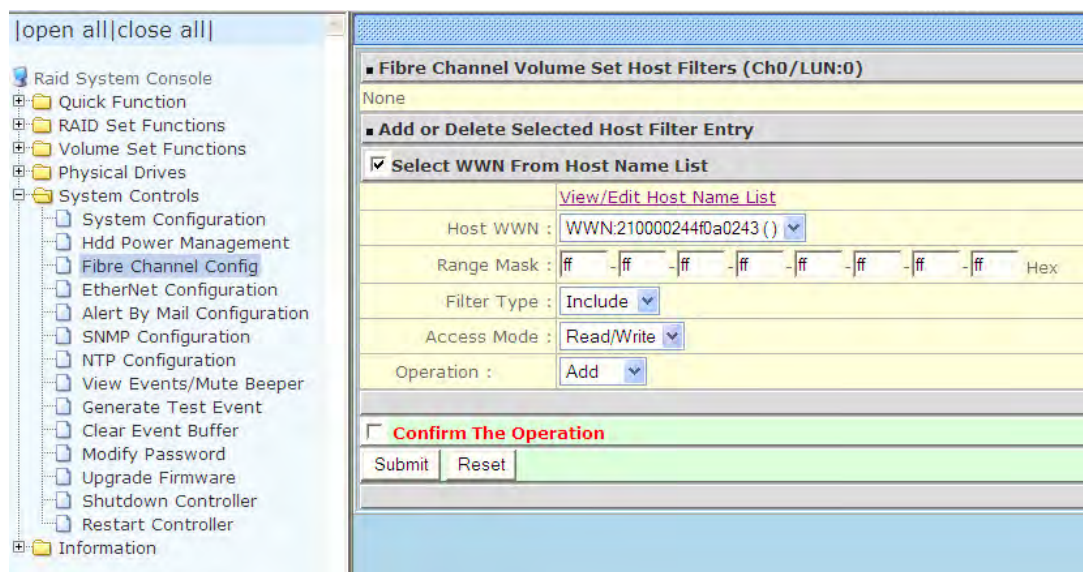 |open all|close all|
Raid System Console
Quick Function
RAID Set Functions
Volume Set Functions
Physical Drives
System Controls
System Configuration
Hdd Power Management
Fibre Channel Config
EtherNet Configuration
Alert By Mail Configuration
SNMP Configuration
NTP Configuration
View Events/Mute Beeper
Generate Test Event
Clear Event Buffer
Modify Password
Upgrade Firmware
Shutdown Controller
Restart Controller
Information
Fibre Channel Volume Set Host Filters (Ch0/LUN:0)
None
Add or Delete Selected Host Filter Entry
Select WWN From Host Name List
View/Edit Host Name List
Host WWN : WWN:210000244f0a0243 ( )
Range Mask : ff -ff -ff -ff -ff -ff -ff -ff Hex
Filter Type : Include
Access Mode : Read/Write
Operation : Add
Confirm The Operation
Submit Reset